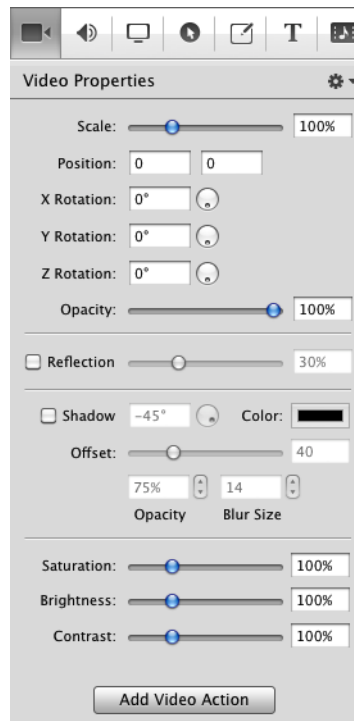 T
Video Properties
Scale: 100%
Position: 0 0
X Rotation: 0°
Y Rotation: 0°
Z Rotation: 0°
Opacity: 100%
Reflection 30%
Shadow -45° Color:
Offset: 40
75% 14
Opacity Blur Size
Saturation: 100%
Brightness: 100%
Contrast: 100%
Add Video Action